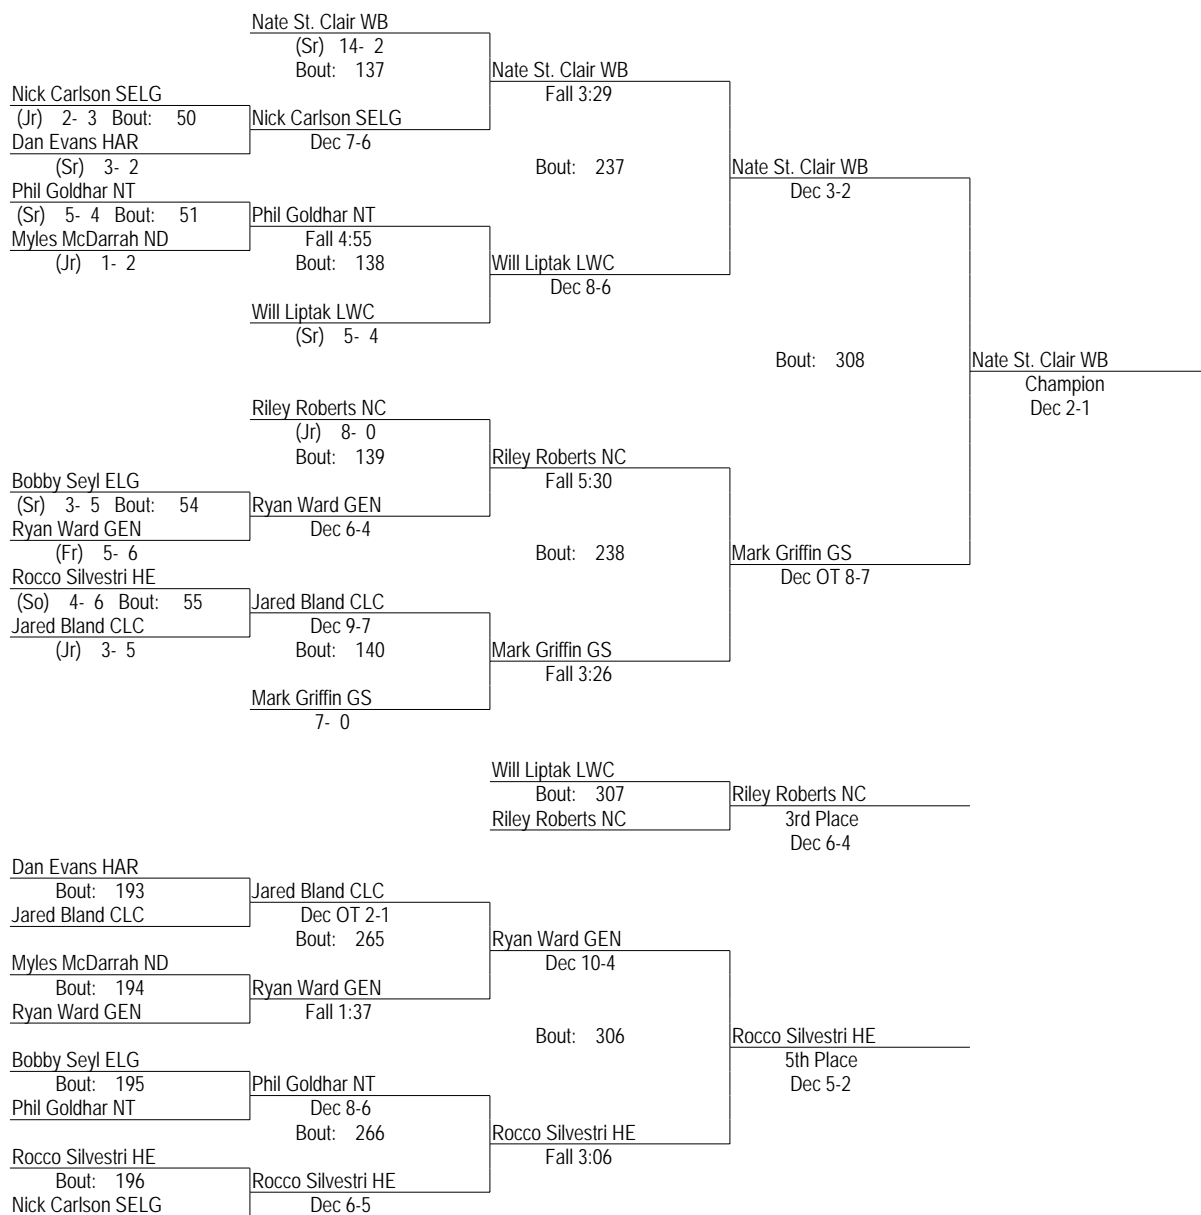 Nate St. Clair WB
(Sr) 14- 2
Bout: 137
Nate St. Clair WB
Fall 3:29
Nick Carlson SELG
(Jr) 2- 3 Bout: 50
Nick Carlson SELG
Dec 7-6
Dan Evans HAR
(Sr) 3- 2
Bout: 237
Nate St. Clair WB
Dec 3-2
Phil Goldhar NT
(Sr) 5- 4 Bout: 51
Phil Goldhar NT
Fall 4:55
Myles McDarrah ND
(Jr) 1- 2
Bout: 138
Will Liptak LWC
Dec 8-6
Will Liptak LWC
(Sr) 5- 4
Bout: 308
Nate St. Clair WB
Champion
Dec 2-1
Riley Roberts NC
(Jr) 8- 0
Bout: 139
Riley Roberts NC
Fall 5:30
Bobby Seyl ELG
(Sr) 3- 5 Bout: 54
Ryan Ward GEN
Dec 6-4
Ryan Ward GEN
(Fr) 5- 6
Bout: 238
Mark Griffin GS
Dec OT 8-7
Rocco Silvestri HE
(So) 4- 6 Bout: 55
Jared Bland CLC
Dec 9-7
Jared Bland CLC
(Jr) 3- 5
Bout: 140
Mark Griffin GS
Fall 3:26
Mark Griffin GS
7- 0
Will Liptak LWC
Bout: 307
Riley Roberts NC
Riley Roberts NC
3rd Place
Dec 6-4
Dan Evans HAR
Bout: 193
Jared Bland CLC
Jared Bland CLC
Dec OT 2-1
Bout: 265
Ryan Ward GEN
Dec 10-4
Myles McDarrah ND
Bout: 194
Ryan Ward GEN
Ryan Ward GEN
Fall 1:37
Bout: 306
Rocco Silvestri HE
5th Place
Dec 5-2
Bobby Seyl ELG
Bout: 195
Phil Goldhar NT
Phil Goldhar NT
Dec 8-6
Bout: 266
Rocco Silvestri HE
Fall 3:06
Rocco Silvestri HE
Bout: 196
Nick Carlson SELG
Rocco Silvestri HE
Dec 6-5